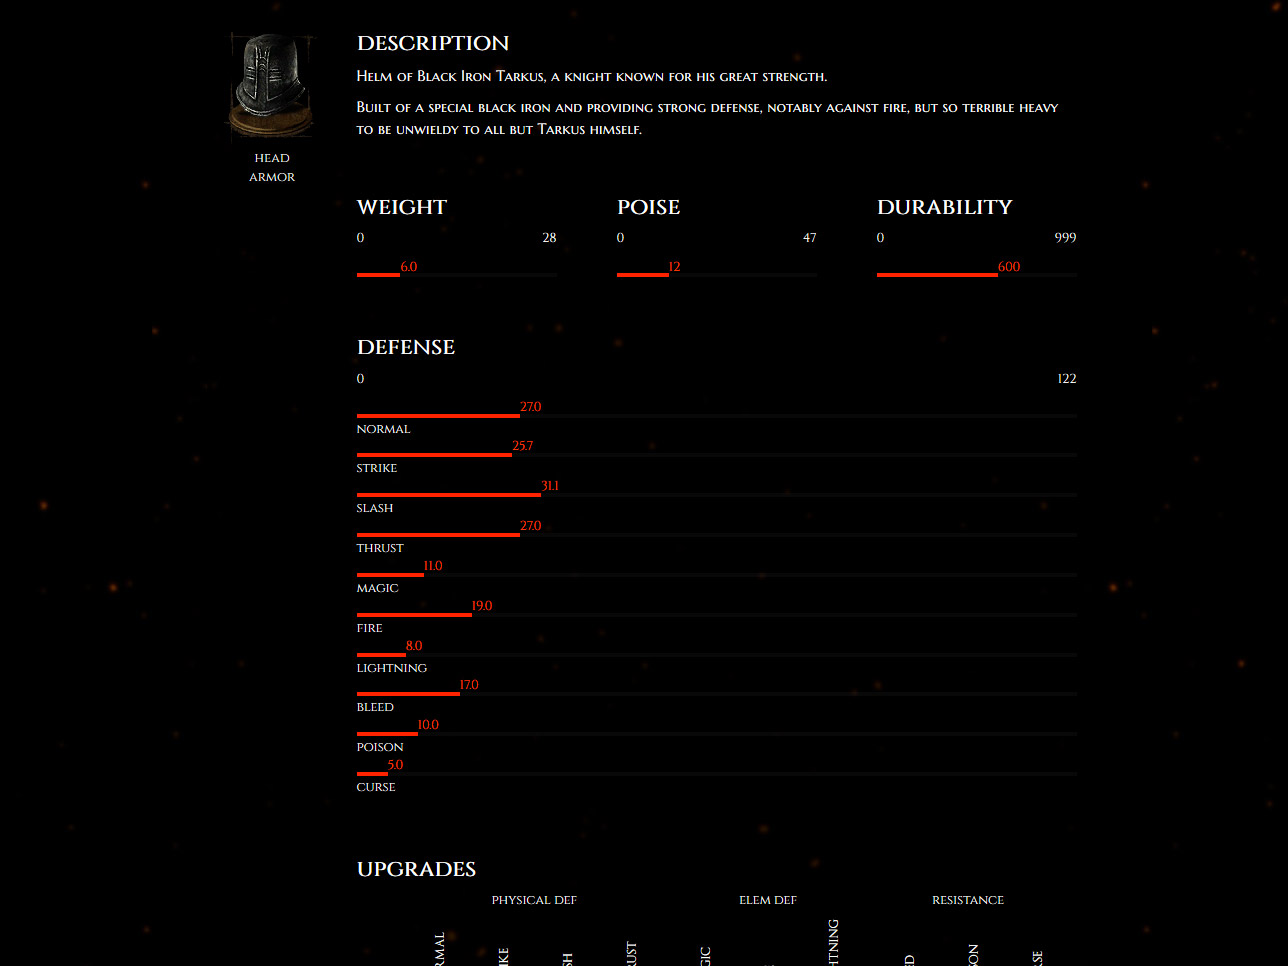 DESCRIPTION
Helm of Black Iron Tarkus, a knight known for his great strength.
Built of a special black iron and providing strong defense, notably against fire, but so terrible heavy
to be unwieldy to all but Tarkus himself.
HEAD
ARMOR
WEIGHT POISE DURABILITY
0 28 0 47 0 999
6.0 12 600
DEFENSE
0 122
27.0
NORMAL
25.7
STRIKE
31.1
SLASH
27.0
THRUST
11.0
MAGIC
19.0
FIRE
8.0
LIGHTNING
17.0
BLEED
10.0
POISON
5.0
CURSE
UPGRADES
PHYSICAL DEF ELEM DEF RESISTANCE